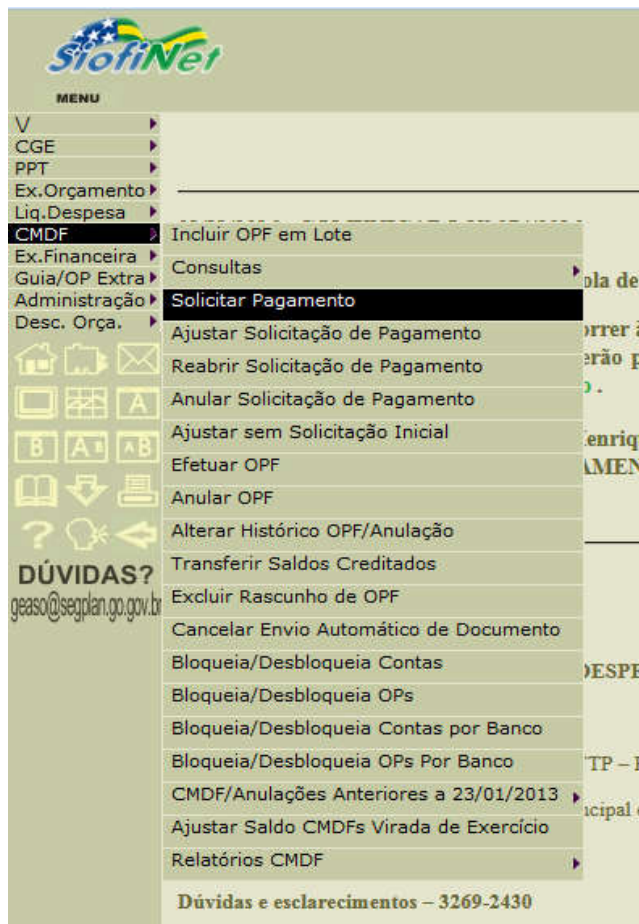 SiofiNet
MENU
V
CGE
PPT
Ex.Orçamento
Liq.Despesa
CMDF
Ex.Financeira
Guia/OP Extra
Administração
Desc. Orça.
Incluir OPF em Lote
Consultas
Solicitar Pagamento
Ajustar Solicitação de Pagamento
Reabrir Solicitação de Pagamento
Anular Solicitação de Pagamento
Ajustar sem Solicitação Inicial
Efetuar OPF
Anular OPF
Alterar Histórico OPF/Anulação
Transferir Saldos Creditados
Excluir Rascunho de OPF
Cancelar Envio Automático de Documento
Bloqueia/Desbloqueia Contas
Bloqueia/Desbloqueia OPs
Bloqueia/Desbloqueia Contas por Banco
Bloqueia/Desbloqueia OPs Por Banco
CMDF/Anulações Anteriores a 23/01/2013
Ajustar Saldo CMDFs Virada de Exercício
Relatórios CMDF
A
B A B AB
?
DÚVIDAS?
geaso@segplan.go.gov.br
Dúvidas e esclarecimentos – 3269-2430